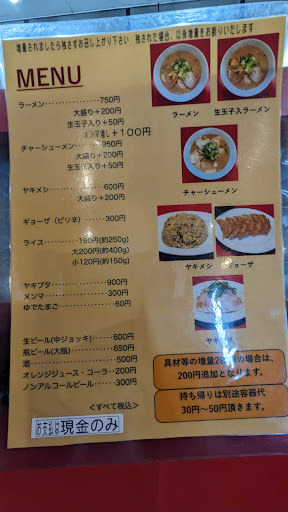 増量されましたら残さずお召し上がり下さい 残された場合、以後増量をお断りいたします
MENU
ラーメン……………750円
大盛り+200円
生玉子入り+50円
メンマ増し+100円
チャーシューメン………950円
大盛り+200円
生玉子入り+50円
ヤキメシ……………600円
大盛り+200円
ギョーザ(ピリ辛)………300円
ライス…………150円(約250g)
大200円(約400g)
小120円(約150g)
ヤキブタ……………900円
メンマ………………300円
ゆでたまご……………60円
生ビール(中ジョッキ)……600円
瓶ビール(大瓶)…………650円
酒……………………500円
オレンジジュース・コーラ…200円
ノンアルコールビール……300円
<すべて税込>
お支払は現金のみ
ラーメン
生玉子入ラーメン
チャーシューメン
ヤキメシ
ギョーザ
具材等の増量
の場合は、
200円追加となります。
持ち帰りは別途容器代
30円～50円頂きます。